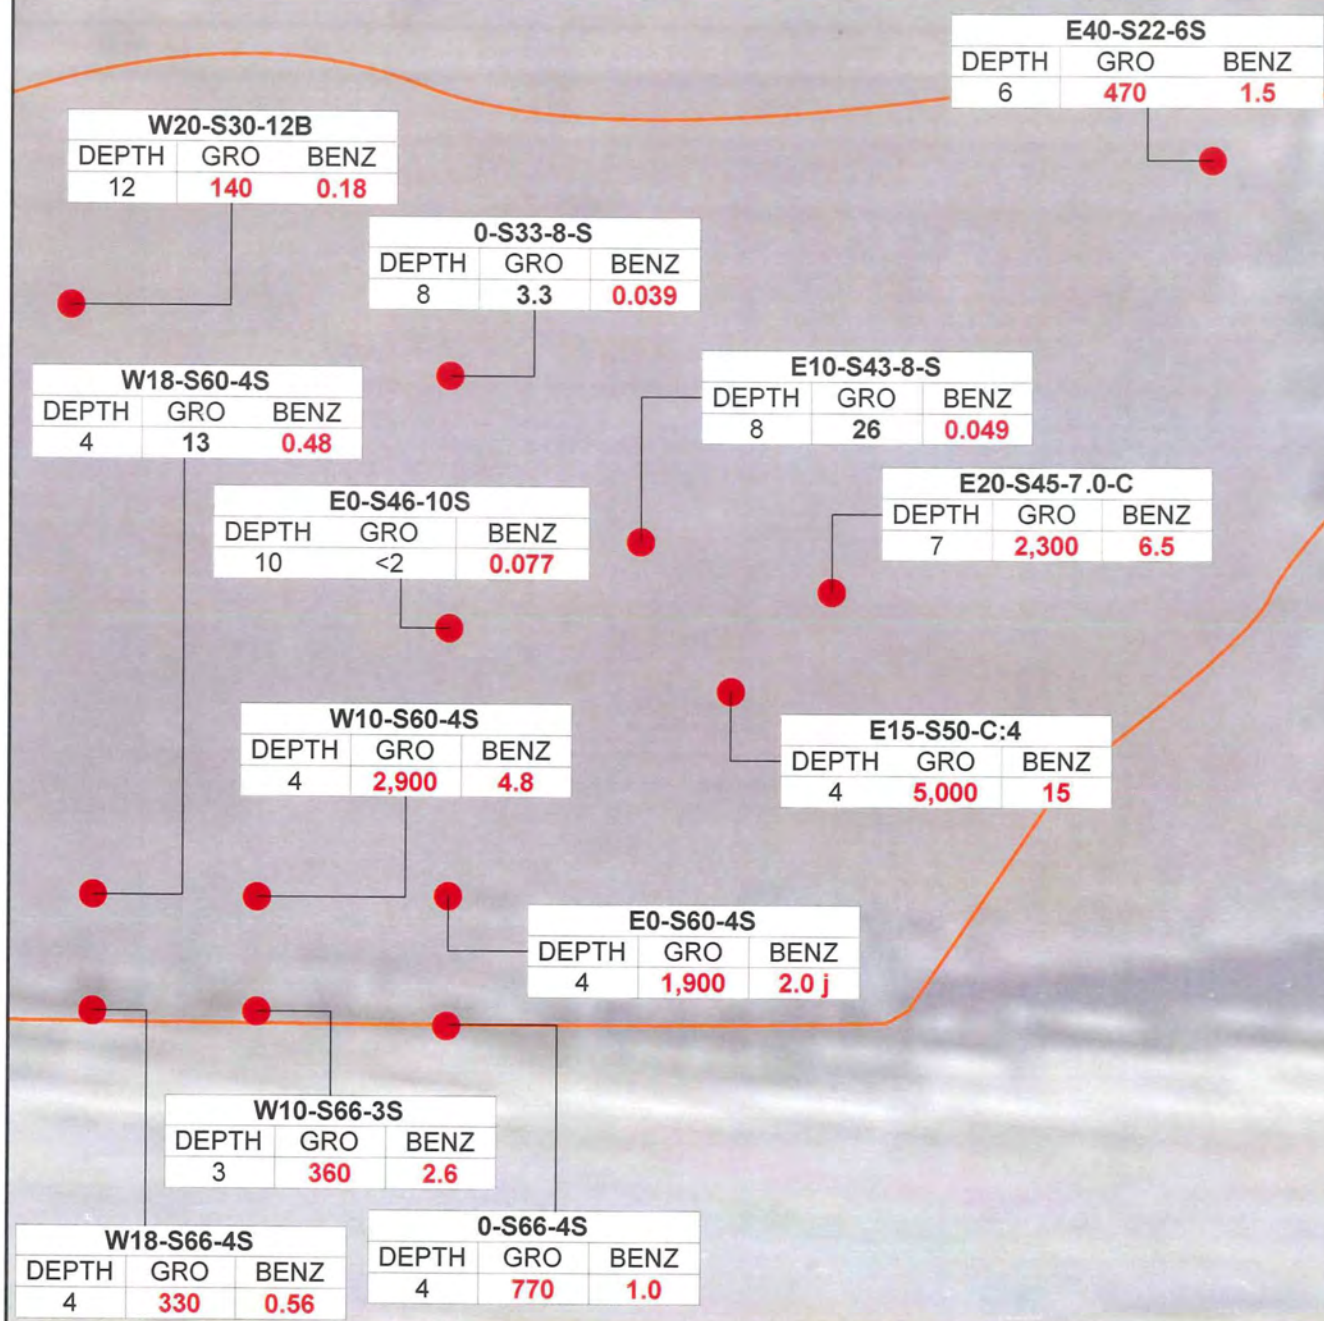 E40-S22-6S
DEPTH GRO BENZ
6 470 1.5
W20-S30-12B
DEPTH GRO BENZ
12 140 0.18
0-S33-8-S
DEPTH GRO BENZ
8 3.3 0.039
W18-S60-4S
DEPTH GRO BENZ
4 13 0.48
E10-S43-8-S
DEPTH GRO BENZ
8 26 0.049
E20-S45-7.0-C
DEPTH GRO BENZ
7 2,300 6.5
E0-S46-10S
DEPTH GRO BENZ
10 <2 0.077
W10-S60-4S
DEPTH GRO BENZ
4 2,900 4.8
E15-S50-C:4
DEPTH GRO BENZ
4 5,000 15
E0-S60-4S
DEPTH GRO BENZ
4 1,900 2.0 j
W10-S66-3S
DEPTH GRO BENZ
3 360 2.6
W18-S66-4S
DEPTH GRO BENZ
4 330 0.56
0-S66-4S
DEPTH GRO BENZ
4 770 1.0